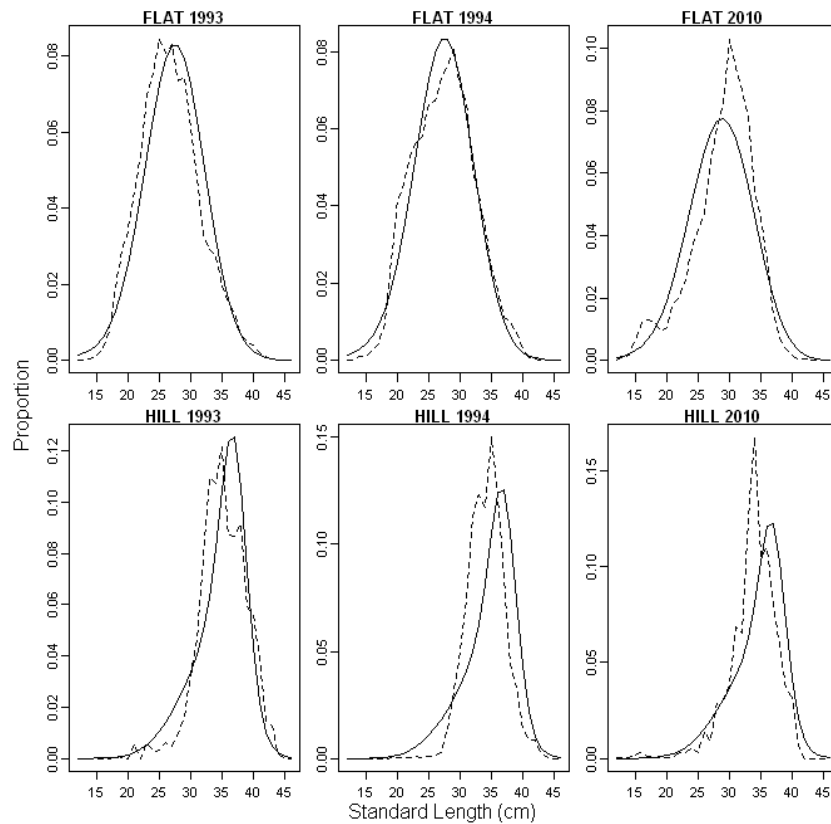 FLAT 1993
FLAT 1994
FLAT 2010
0.00 0.02 0.04 0.06 0.08
15 20 25 30 35 40 45
0.00 0.02 0.04 0.06 0.08
15 20 25 30 35 40 45
0.00 0.02 0.04 0.06 0.08 0.10
15 20 25 30 35 40 45
Proportion
HILL 1993
HILL 1994
HILL 2010
0.00 0.02 0.04 0.06 0.08 0.10 0.12
15 20 25 30 35 40 45
0.00 0.05 0.10 0.15
15 20 25 30 35 40 45
0.00 0.05 0.10 0.15
15 20 25 30 35 40 45
Standard Length (cm)